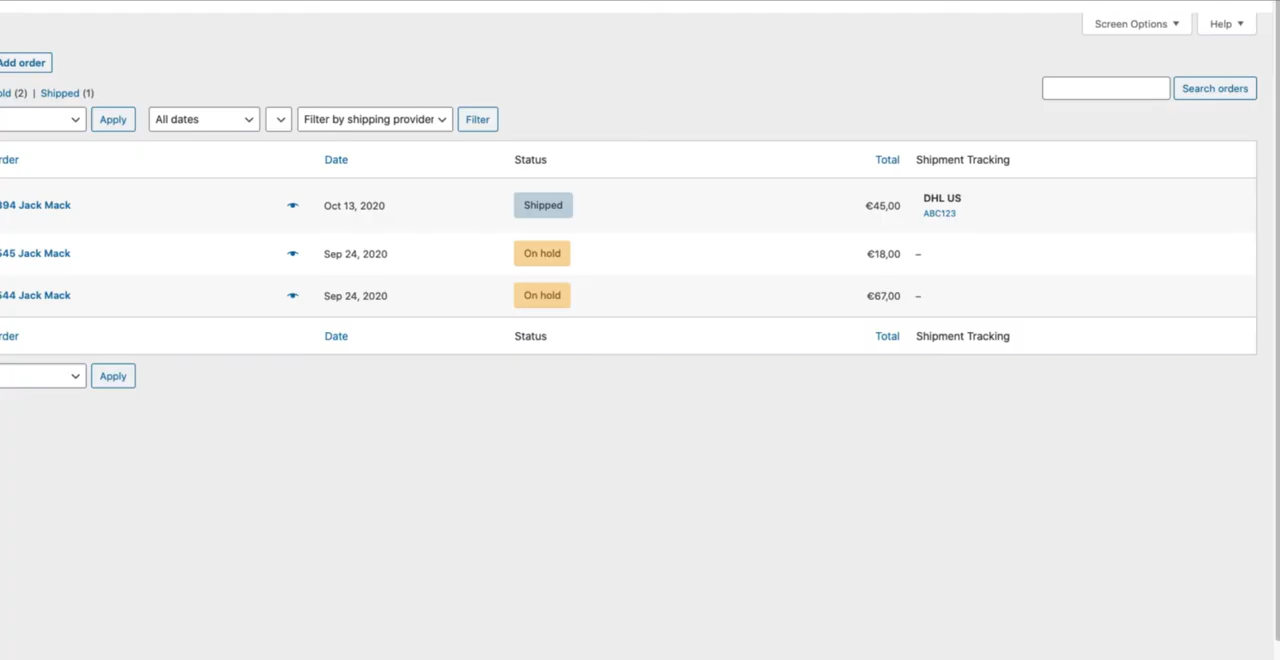 Screen Options ▼ Help ▼
Add order
old (2) | Shipped (1)
Search orders
Apply All dates Filter by shipping provider Filter
rder Date Status Total Shipment Tracking
394 Jack Mack Oct 13, 2020 Shipped €45,00 DHL US
ABC123
545 Jack Mack Sep 24, 2020 On hold €18,00 –
544 Jack Mack Sep 24, 2020 On hold €67,00 –
rder Date Status Total Shipment Tracking
Apply